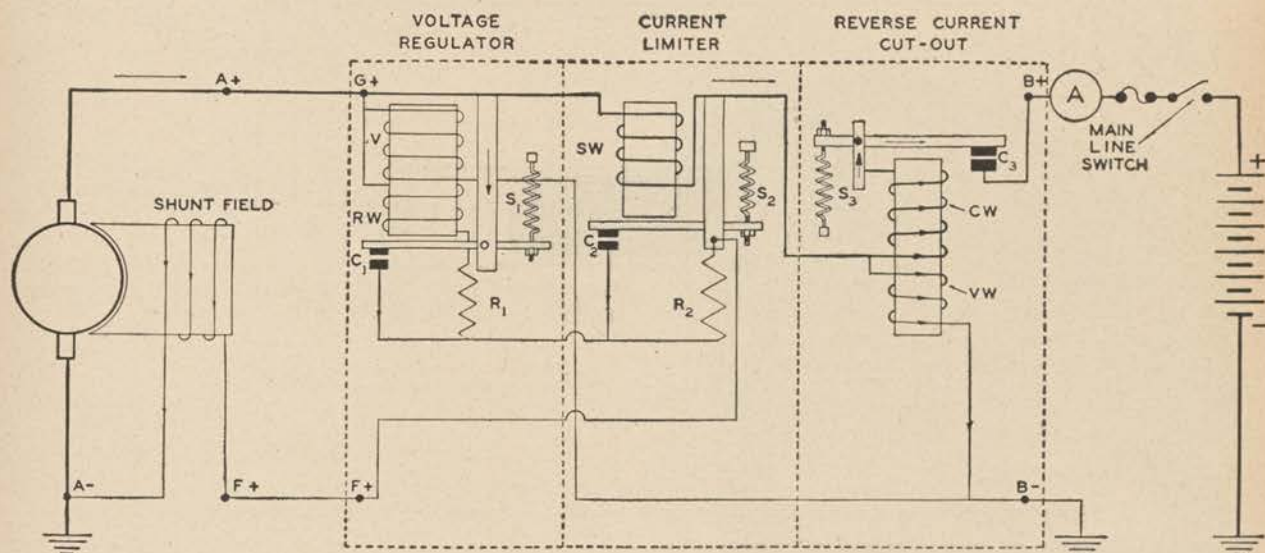 VOLTAGE
REGULATOR
CURRENT
LIMITER
REVERSE CURRENT
CUT-OUT
A+
G+
B+
A
MAIN
LINE
SWITCH
V
SW
S1
S2
S3
C3
+
SHUNT FIELD
RW
CW
C1
C2
R1
R2
VW
-
A-
F+
F+
B-